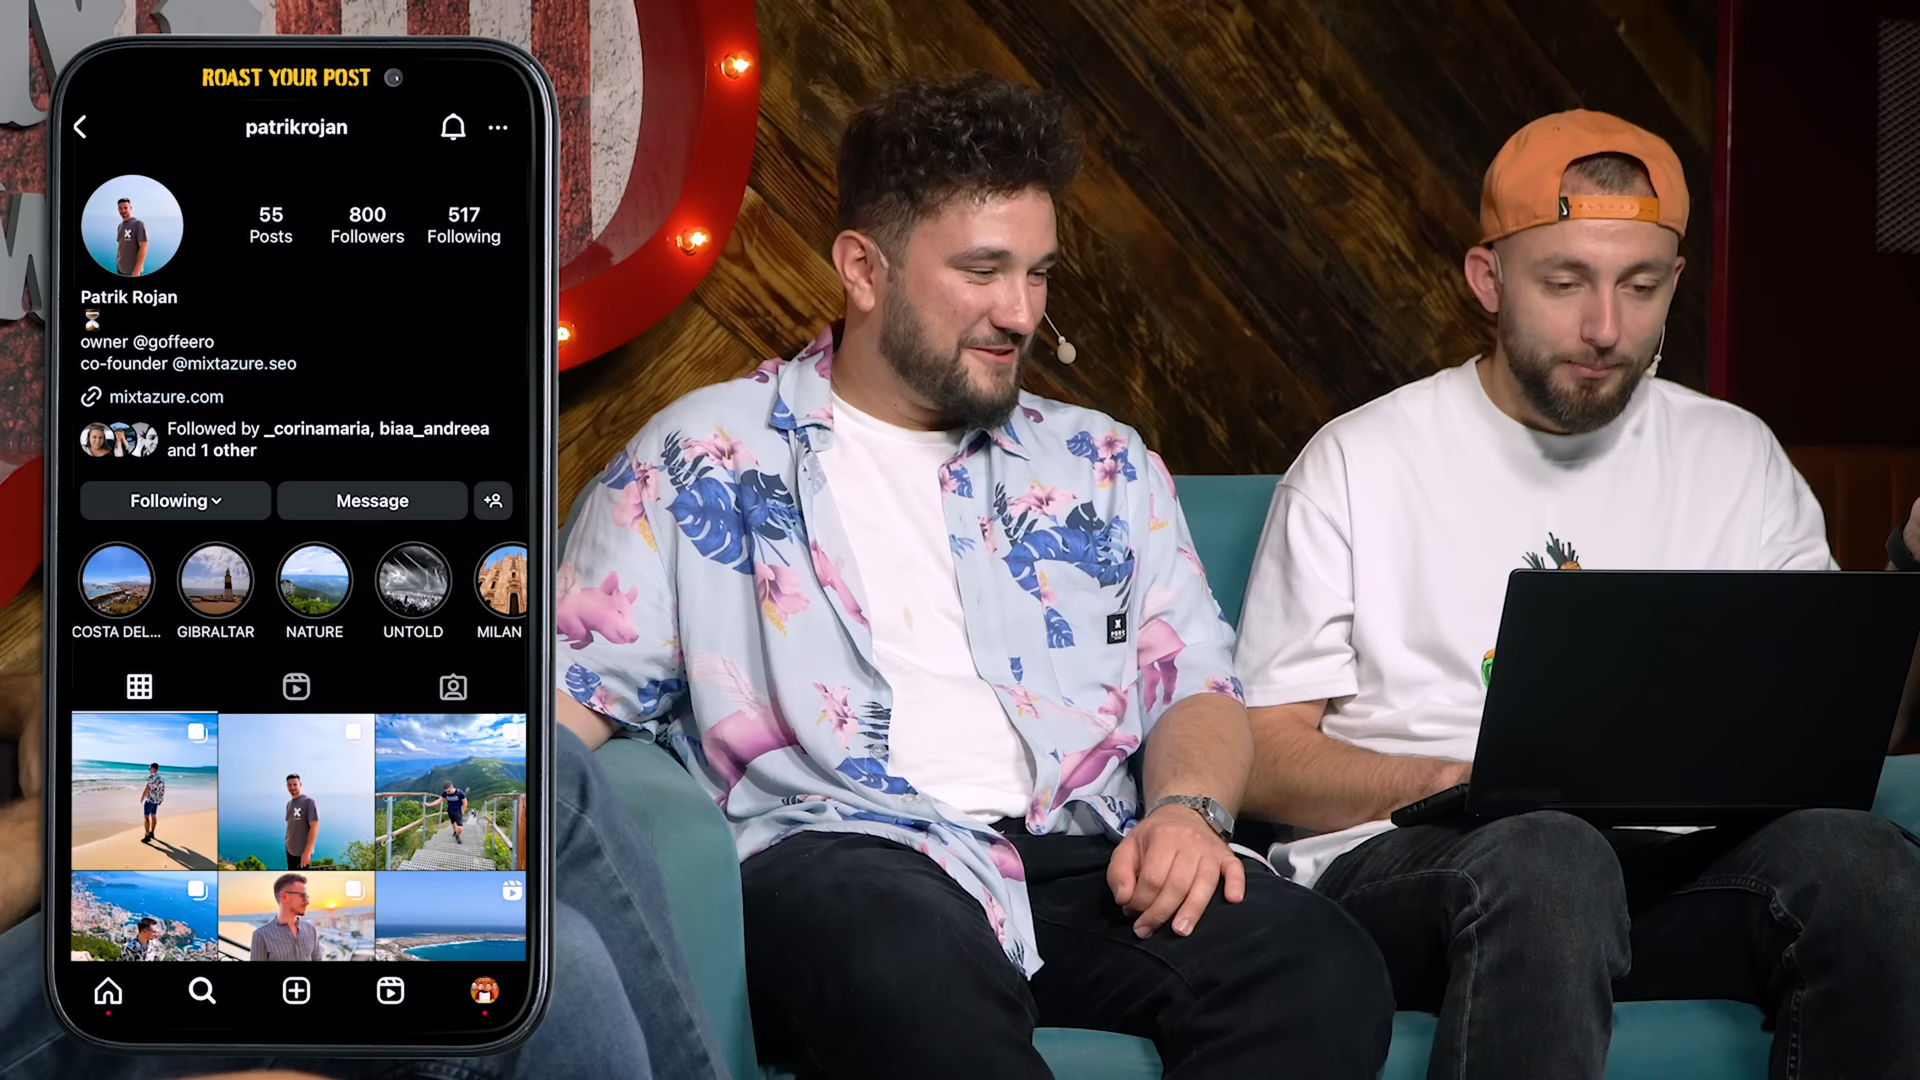 ROAST YOUR POST
patrikrojan
55
Posts
800
Followers
517
Following
Patrik Rojan
owner @goffeero
co-founder @mixtazure.seo
mixtazure.com
Followed by _corinamaria, biaa_andreea
and 1 other
Following
Message
COSTA DEL...
GIBRALTAR
NATURE
UNTOLD
MILAN